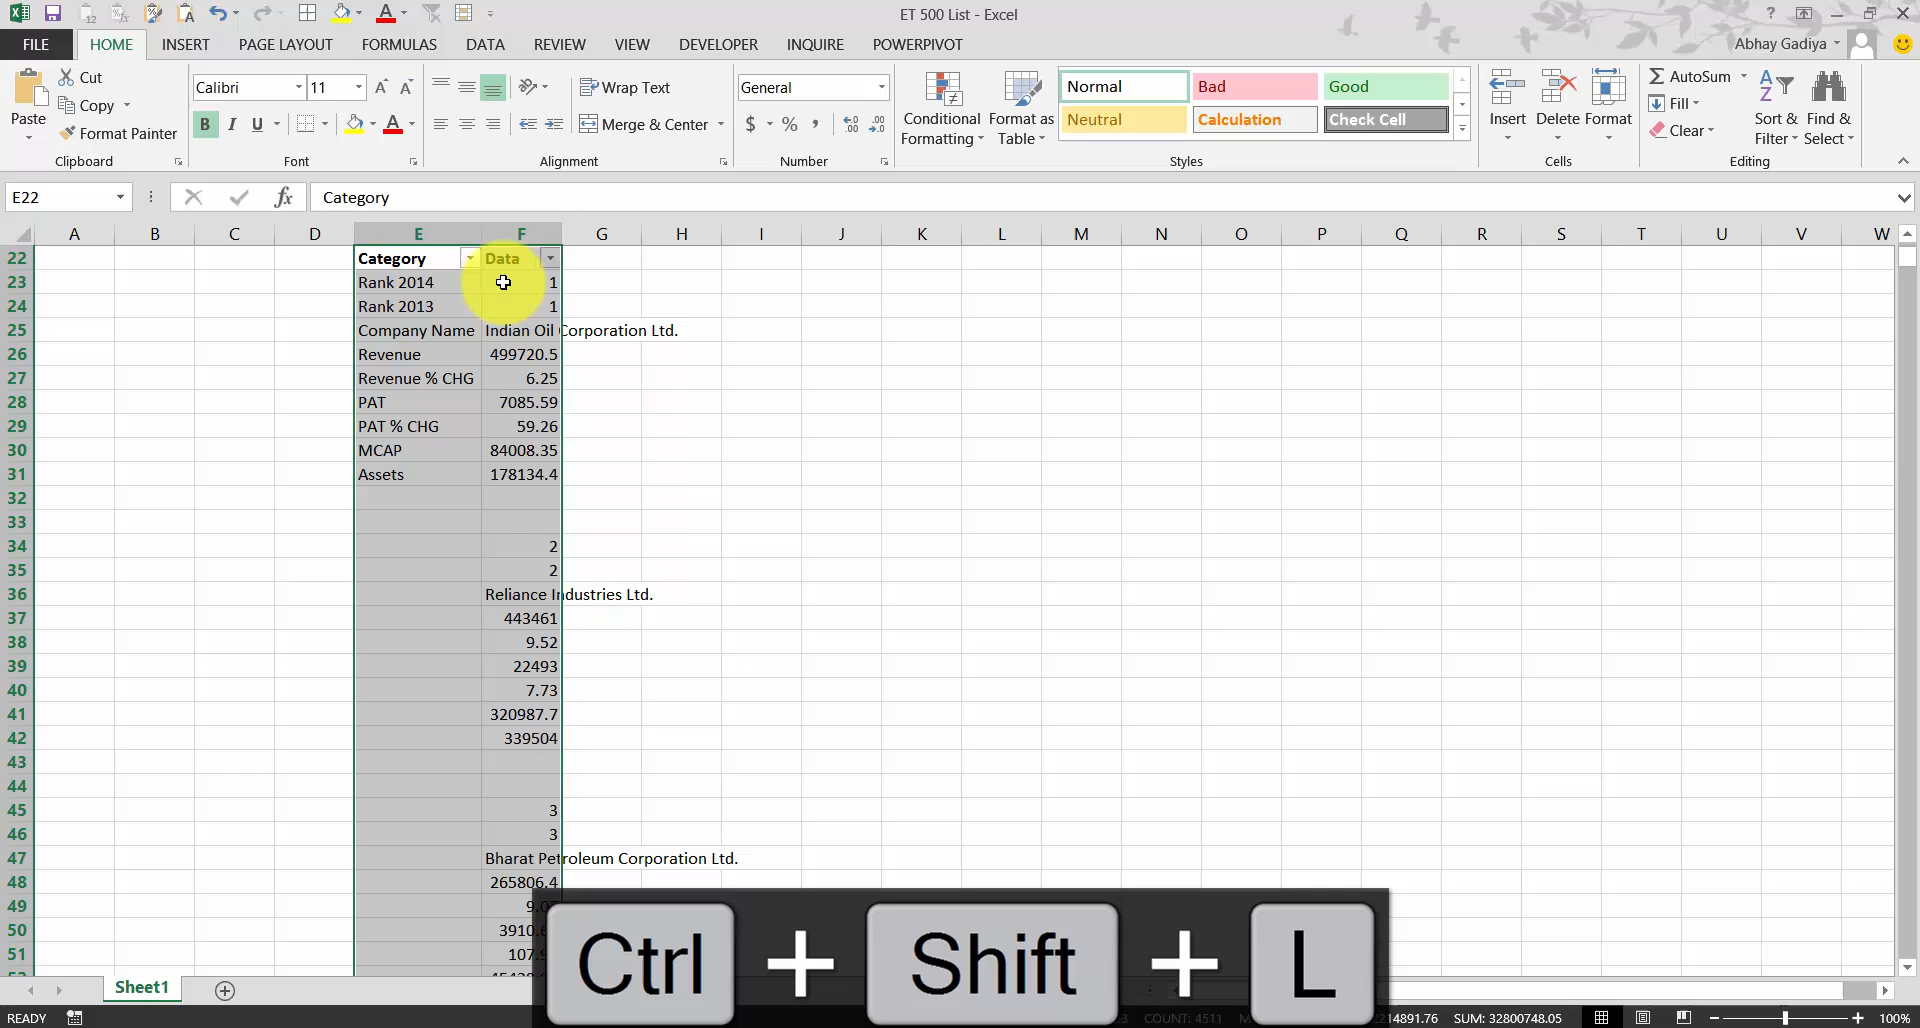 ET 500 List - Excel
FILE HOME INSERT PAGE LAYOUT FORMULAS DATA REVIEW VIEW DEVELOPER INQUIRE POWERPIVOT Abhay Gadiya
Paste
Cut
Copy
Format Painter
Clipboard
Calibri 11
B I U A
Font
Wrap Text
Merge & Center
Alignment
General
$ % ,
Number
Conditional Formatting
Format as Table
Normal Bad Good
Neutral Calculation Check Cell
Styles
Insert Delete Format
Cells
AutoSum
Fill
Clear
Sort & Filter
Find & Select
Editing
E22 fx Category
A B C D E F G H I J K L M N O P Q R S T U V W
22 Category Data
23 Rank 2014 1
24 Rank 2013 1
25 Company Name Indian Oil Corporation Ltd.
26 Revenue 499720.5
27 Revenue % CHG 6.25
28 PAT 7085.59
29 PAT % CHG 59.26
30 MCAP 84008.35
31 Assets 178134.4
32
33
34 2
35 2
36 Reliance Industries Ltd.
37 443461
38 9.52
39 22493
40 7.73
41 320987.7
42 339504
43
44
45 3
46 3
47 Bharat Petroleum Corporation Ltd.
48 265806.4
49
50
51
Ctrl + Shift + L
Sheet1
READY COUNT: 4511 SUM: 32800748.05 100%